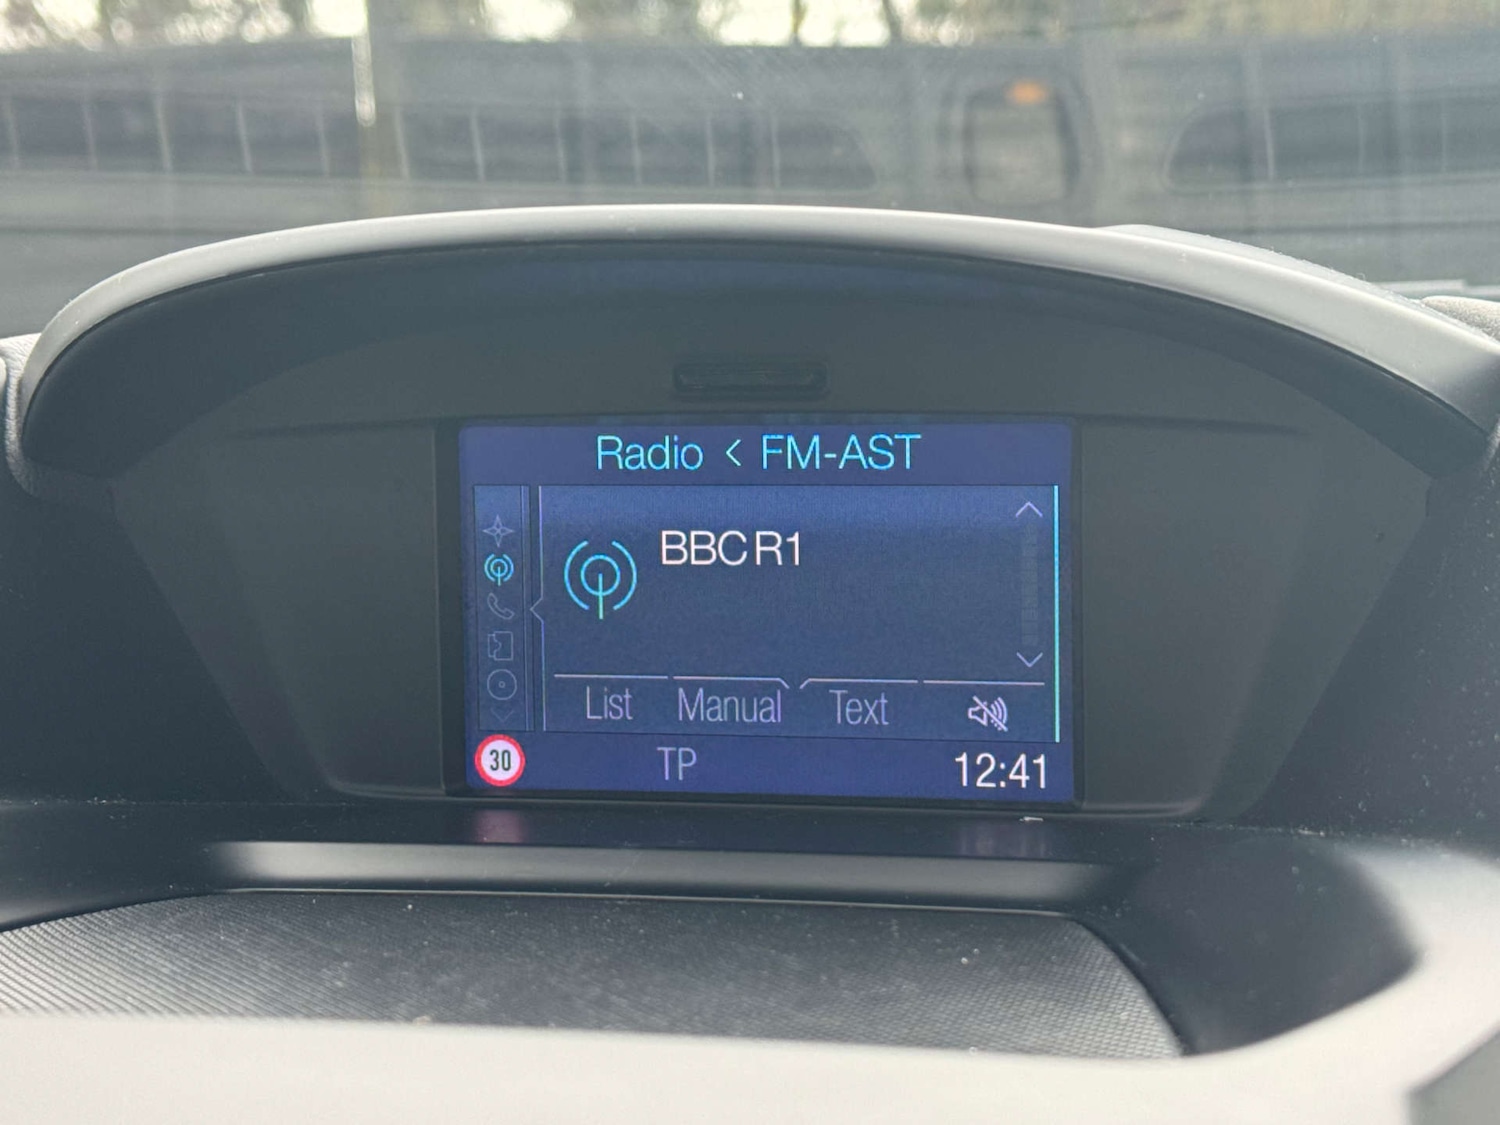 Radio < FM-AST
BBC R1
List Manual Text
30 TP 12:41